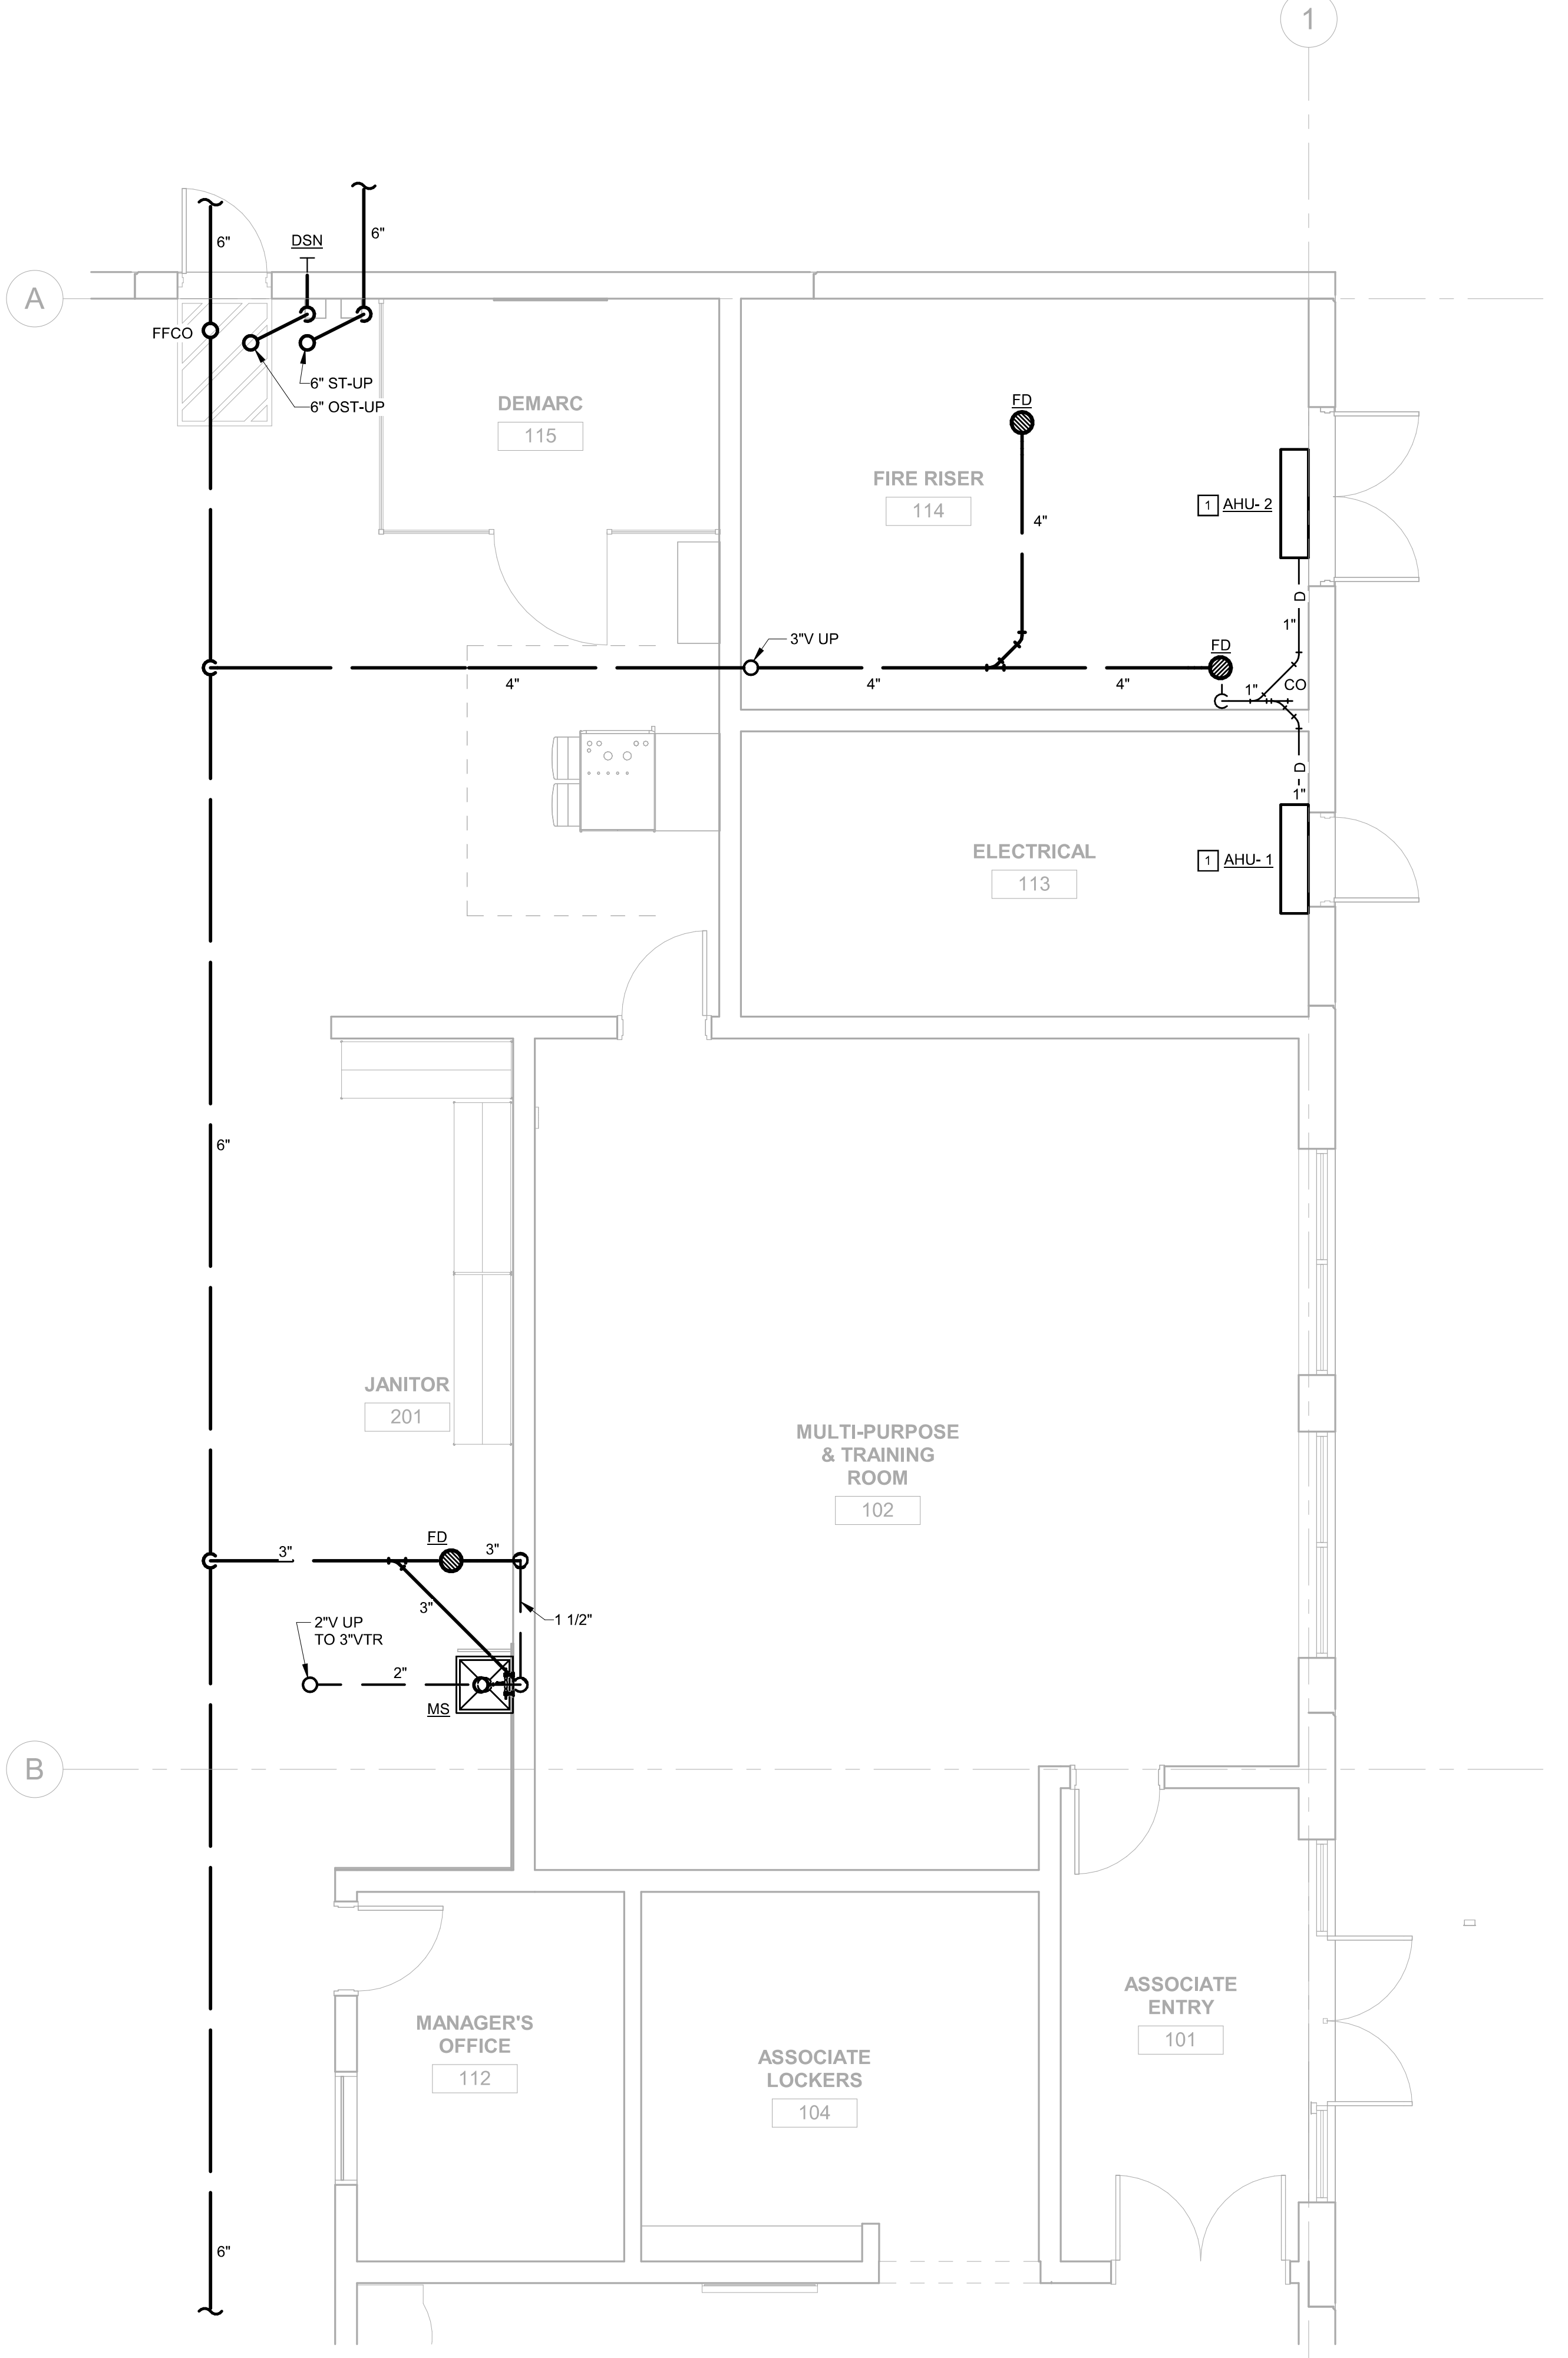 1
6"
DSN
6"
A
FFCO
6" ST-UP
6" OST-UP
DEMARC
115
FD
FIRE RISER
114
4"
1 AHU- 2
D
1"
3"V UP
FD
4"
4"
4"
1"
CO
D
1"
ELECTRICAL
113
1 AHU- 1
6"
JANITOR
201
MULTI-PURPOSE
& TRAINING
ROOM
102
FD
3"
3"
3"
1 1/2"
2"V UP
TO 3"VTR
2"
MS
B
ASSOCIATE
ENTRY
101
MANAGER'S
OFFICE
112
ASSOCIATE
LOCKERS
104
6"